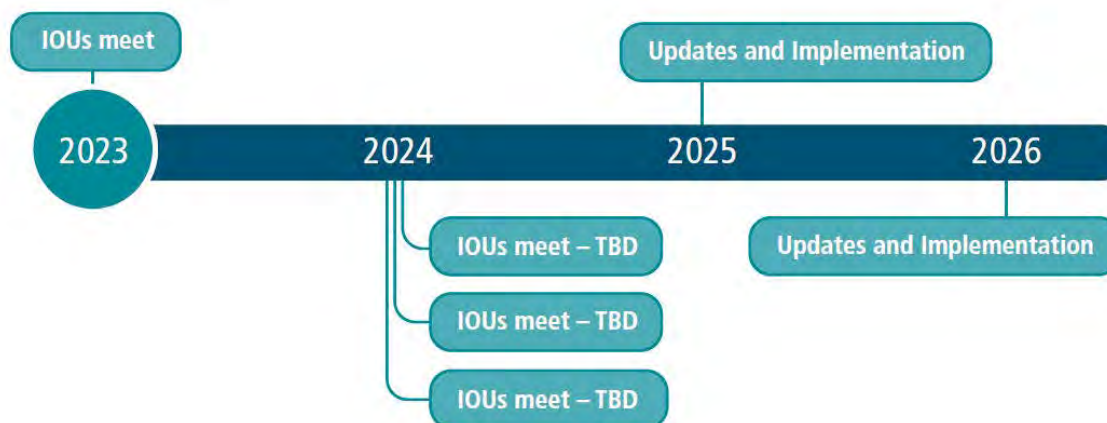 IOUs meet
Updates and Implementation
2023
2024
2025
2026
IOUs meet – TBD
Updates and Implementation
IOUs meet – TBD
IOUs meet – TBD